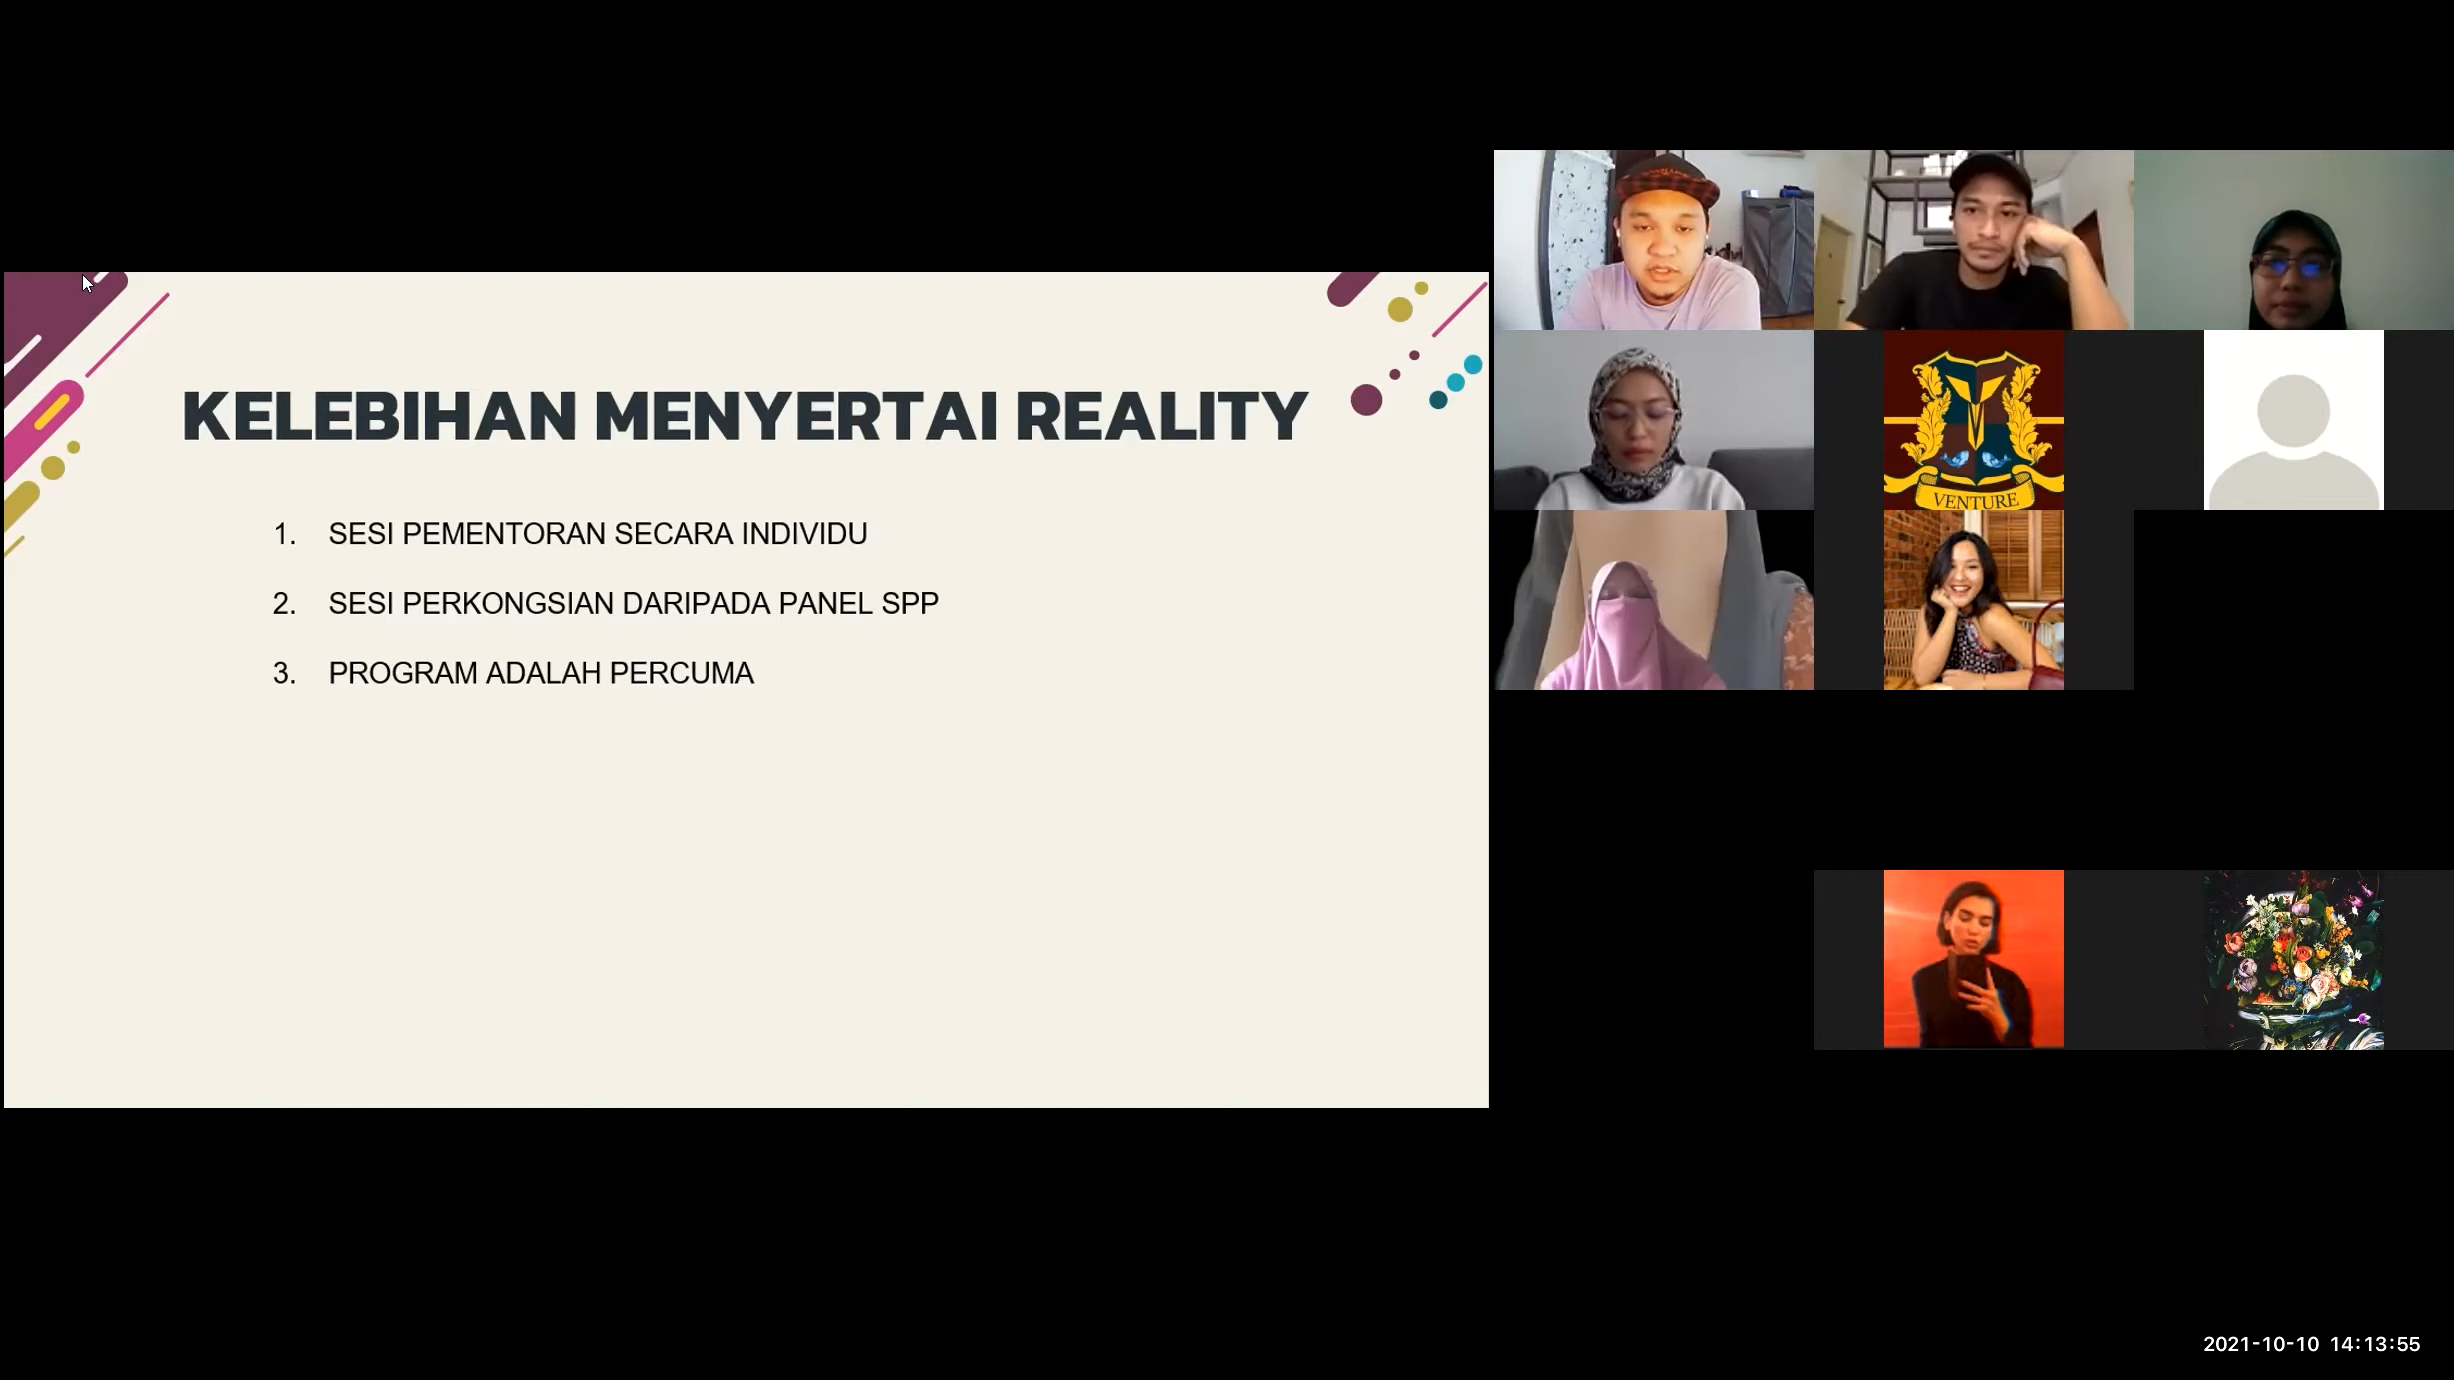 KELEBIHAN MENYERTAI REALITY
1. SESI PEMENTORAN SECARA INDIVIDU
2. SESI PERKONGSIAN DARIPADA PANEL SPP
3. PROGRAM ADALAH PERCUMA
VENTURE
2021-10-10 14:13:55